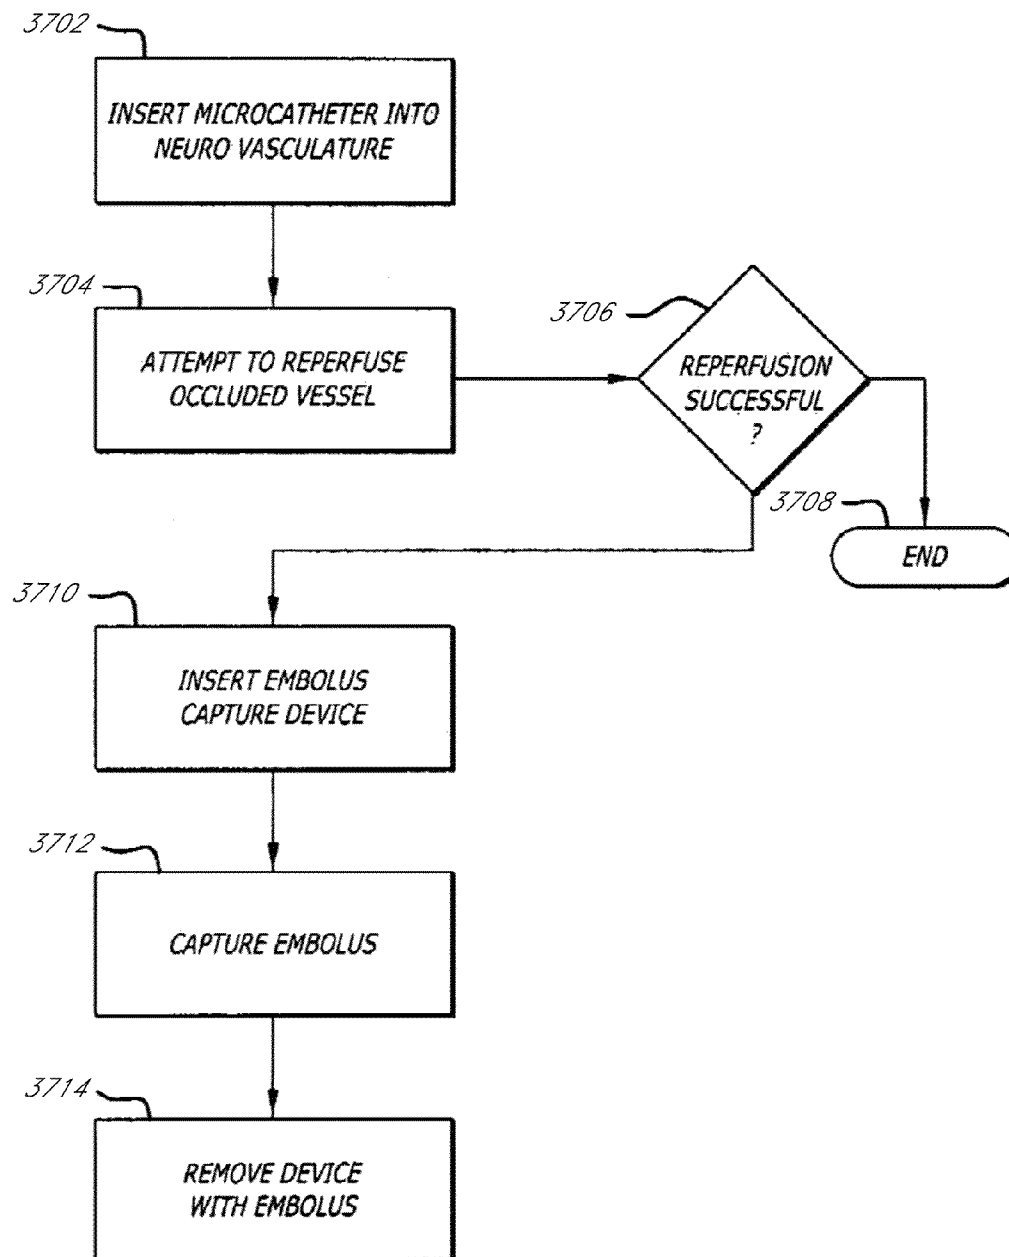 3702
INSERT MICROCATHETER INTO
NEURO VASCULATURE
3704
ATTEMPT TO REPERFUSE
OCCLUDED VESSEL
3706
REPERFUSION
SUCCESSFUL
?
3708
END
3710
INSERT EMBOLUS
CAPTURE DEVICE
3712
CAPTURE EMBOLUS
3714
REMOVE DEVICE
WITH EMBOLUS